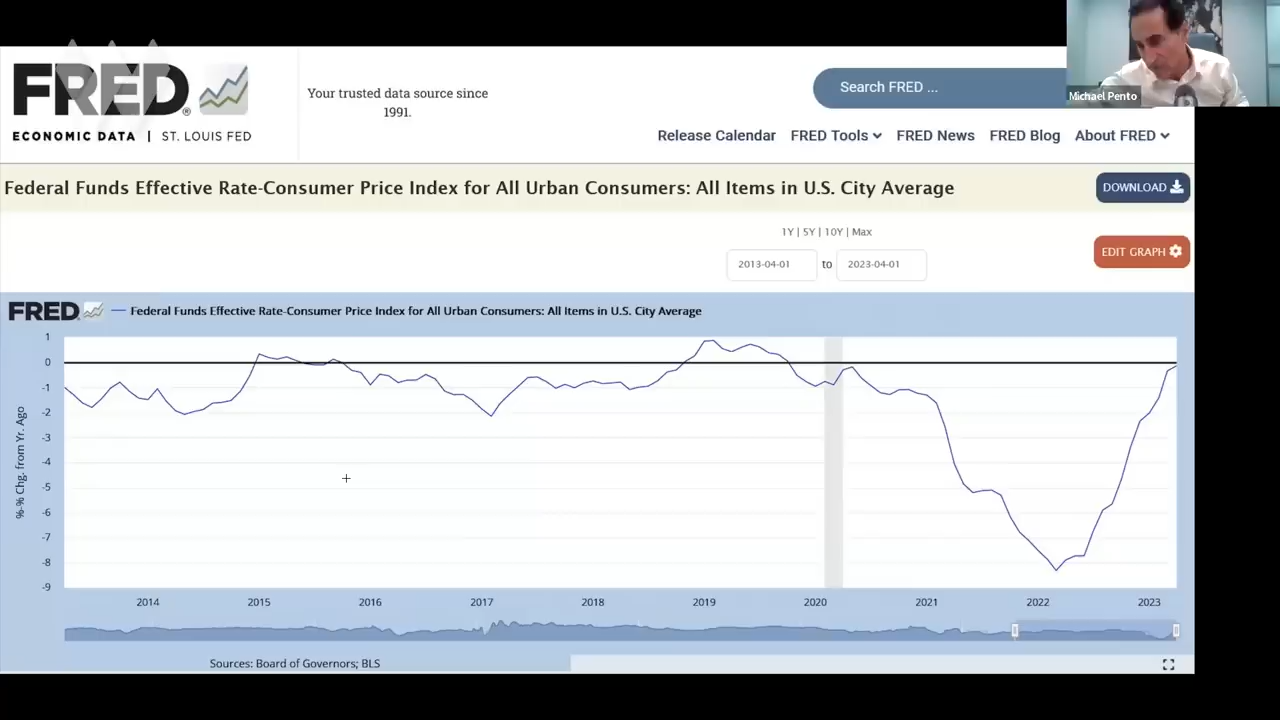 FRED®
ECONOMIC DATA | ST. LOUIS FED
Your trusted data source since
1991.
Search FRED ...
Michael Pento
Release Calendar
FRED Tools
FRED News
FRED Blog
About FRED
Federal Funds Effective Rate-Consumer Price Index for All Urban Consumers: All Items in U.S. City Average
DOWNLOAD
1Y | 5Y | 10Y | Max
2013-04-01 to 2023-04-01
EDIT GRAPH
FRED — Federal Funds Effective Rate-Consumer Price Index for All Urban Consumers: All Items in U.S. City Average
%-% Chg. from Yr. Ago
1
0
-1
-2
-3
-4
-5
-6
-7
-8
-9
2014 2015 2016 2017 2018 2019 2020 2021 2022 2023
Sources: Board of Governors; BLS